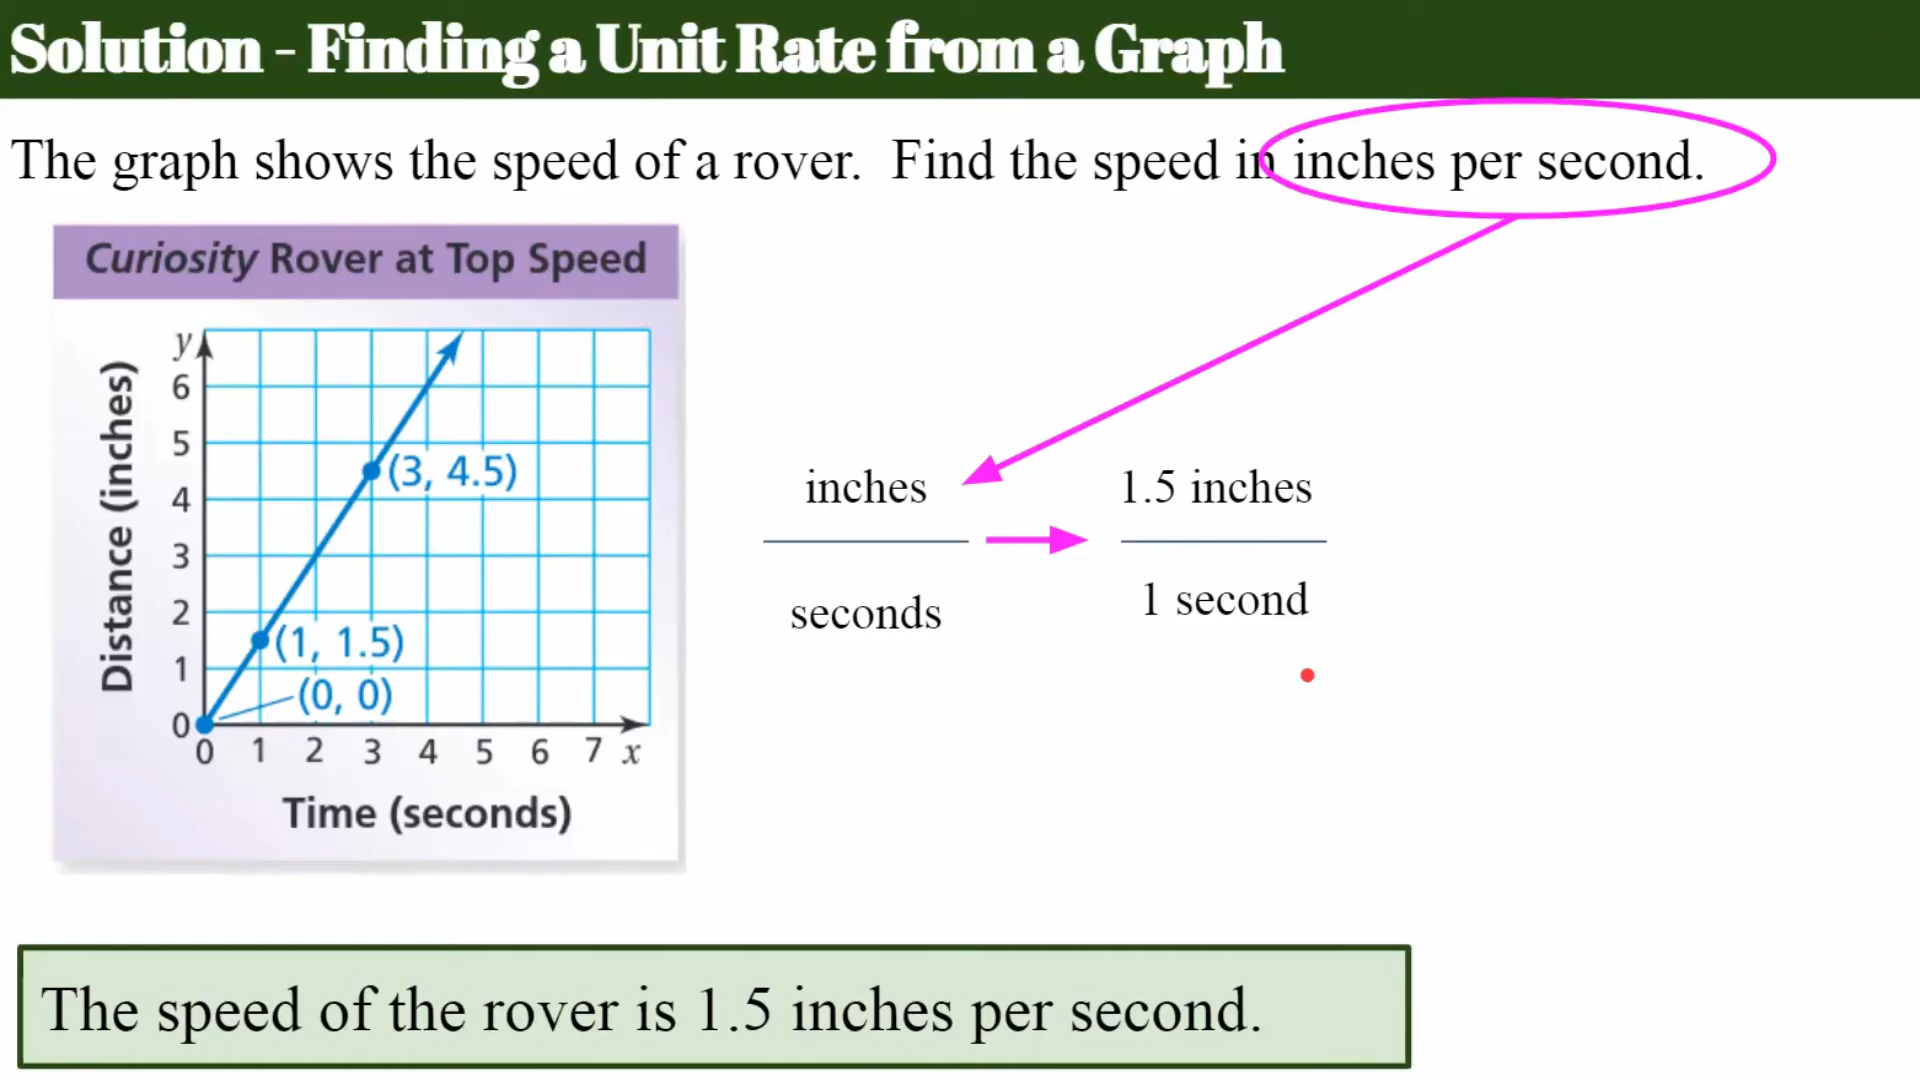 Solution - Finding a Unit Rate from a Graph
The graph shows the speed of a rover. Find the speed in inches per second.
Curiosity Rover at Top Speed
y
6
5
4
3
2
1
0
Distance (inches)
(3, 4.5)
(1, 1.5)
(0, 0)
0 1 2 3 4 5 6 7 x
Time (seconds)
inches
seconds
1.5 inches
1 second
The speed of the rover is 1.5 inches per second.